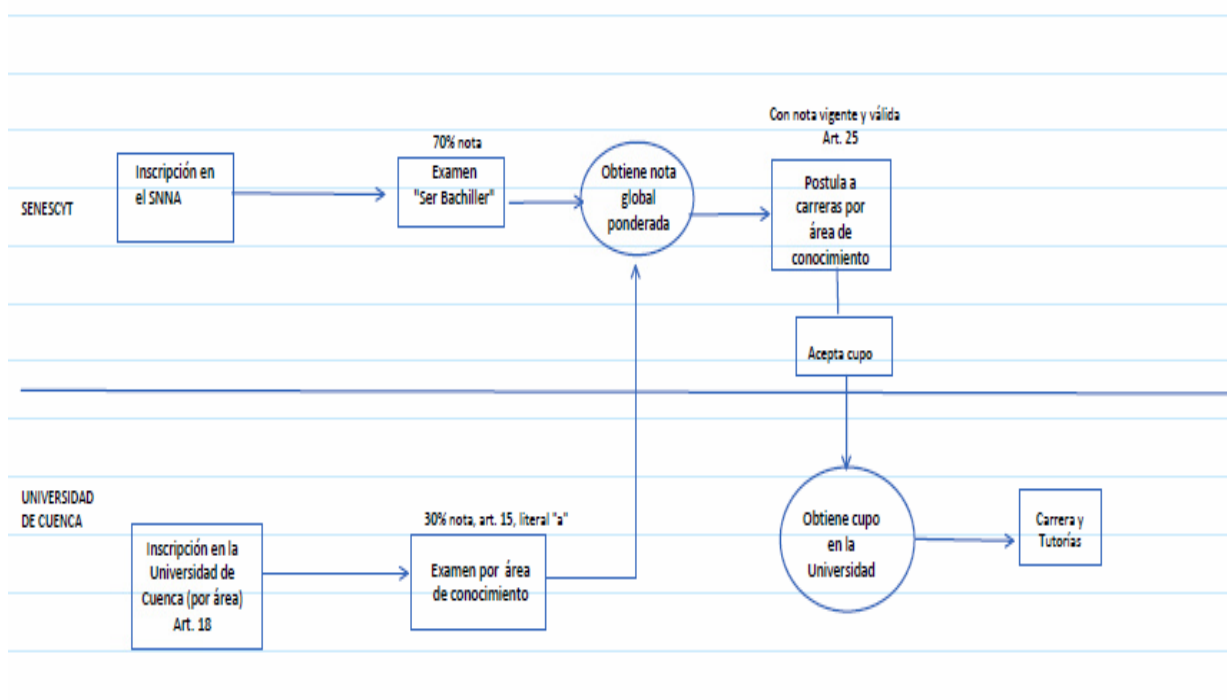 SENESCYT
Inscripción en
el SNNA
70% nota
Examen
"Ser Bachiller"
Obtiene nota
global
ponderada
Con nota vigente y válida
Art. 25
Postula a
carreras por
área de
conocimiento
Acepta cupo
UNIVERSIDAD
DE CUENCA
Inscripción en la
Universidad de
Cuenca (por área)
Art. 18
30% nota, art. 15, literal "a"
Examen por área
de conocimiento
Obtiene cupo
en la
Universidad
Carrera y
Tutorías